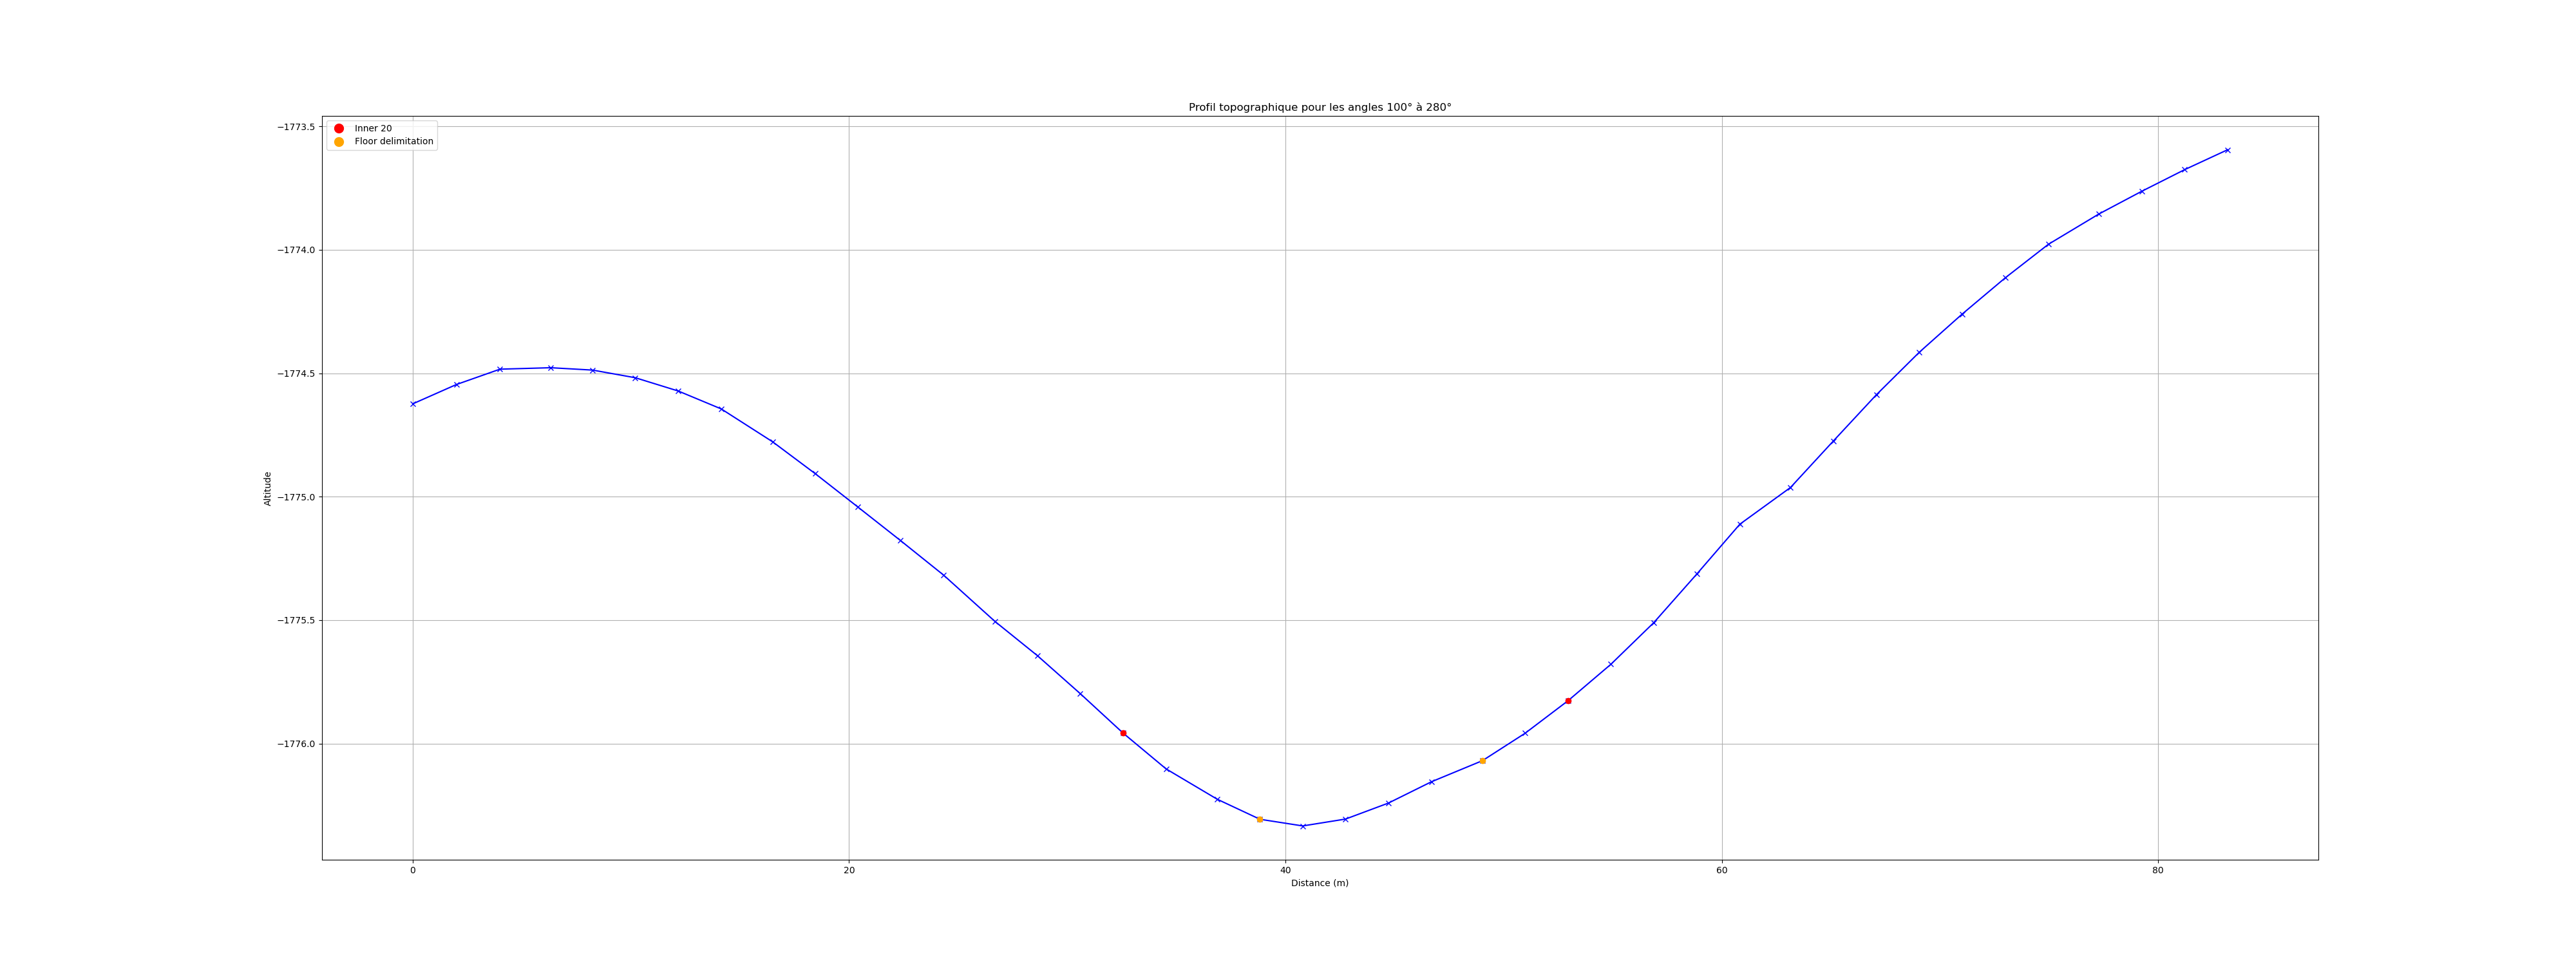 Profil topographique pour les angles 100° à 280°
Inner 20
Floor delimitation
−1773.5
−1774.0
−1774.5
−1775.0
−1775.5
−1776.0
Altitude
0 20 40 60 80
Distance (m)